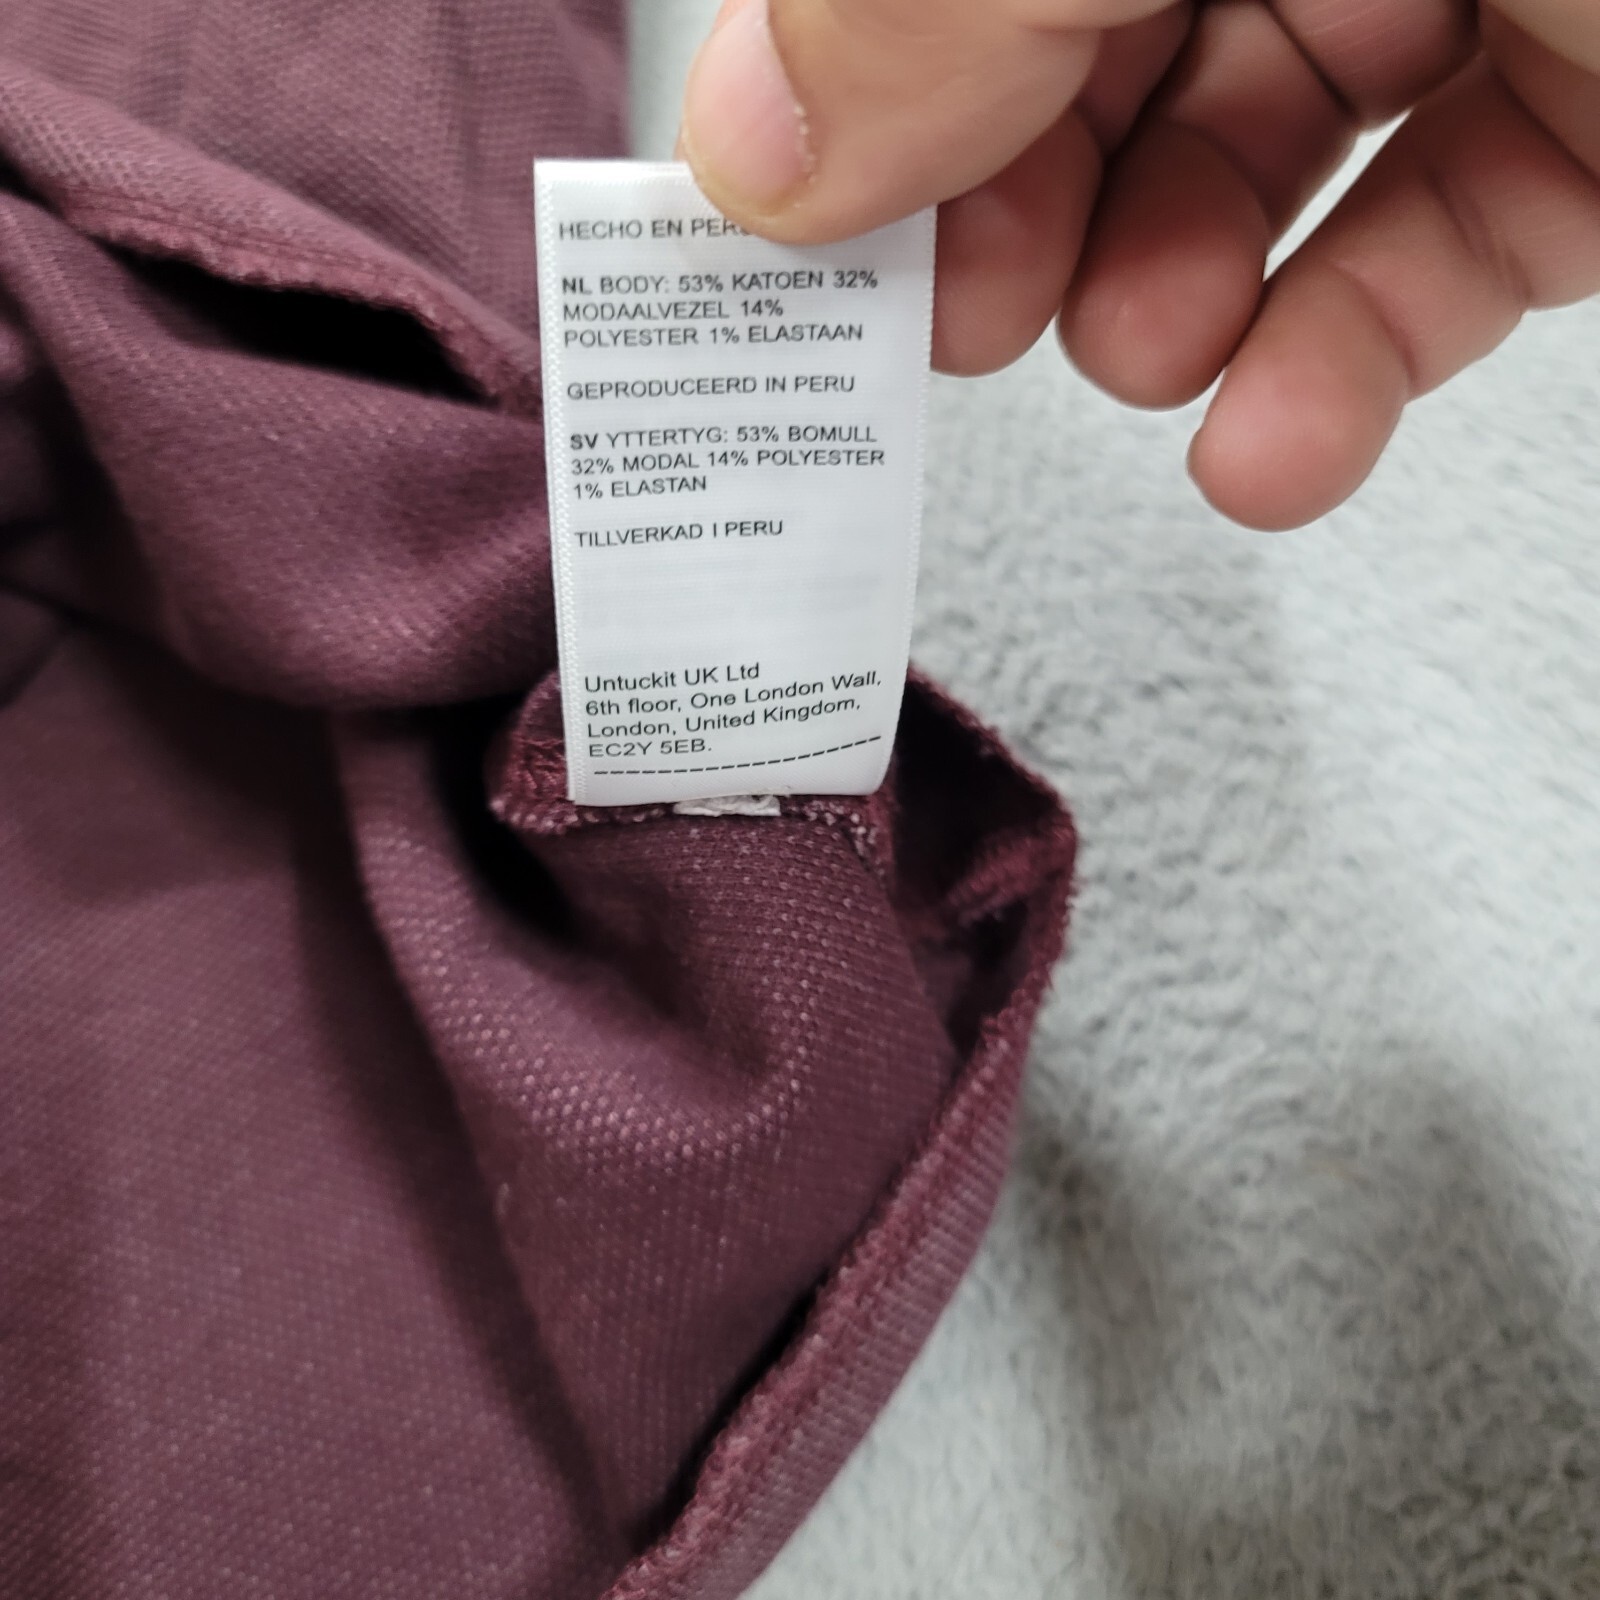 HECHO EN
NL BODY: 53% KATOEN 32%
MODAALVEZEL 14%
POLYESTER 1% ELASTAAN
GEPRODUCEERD IN PERU
SV YTTERTYG: 53% BOMULL
32% MODAL 14% POLYESTER
1% ELASTAN
TILLVERKAD I PERU
Untuckit UK Ltd
6th floor, One London Wall,
London, United Kingdom,
EC2Y 5EB.